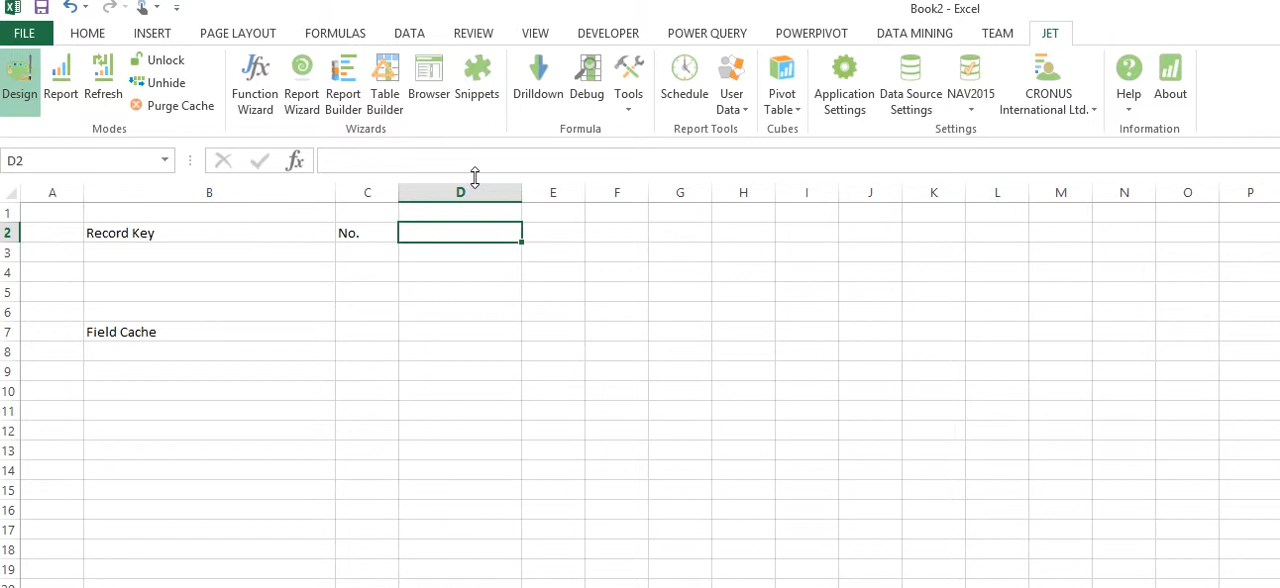 Book2 - Excel
FILE HOME INSERT PAGE LAYOUT FORMULAS DATA REVIEW VIEW DEVELOPER POWER QUERY POWERPIVOT DATA MINING TEAM JET
Design Report Refresh
Unlock
Unhide
Purge Cache
Modes
Function Wizard
Report Wizard
Report Builder
Table Builder
Browser
Snippets
Wizards
Drilldown
Debug
Tools
Formula
Schedule
User Data
Report Tools
Pivot Table
Cubes
Application Settings
Data Source Settings
NAV2015
CRONUS International Ltd.
Settings
Help
About
Information
D2 fx
A B C D E F G H I J K L M N O P
1
2 Record Key No.
3
4
5
6
7 Field Cache
8
9
10
11
12
13
14
15
16
17
18
19